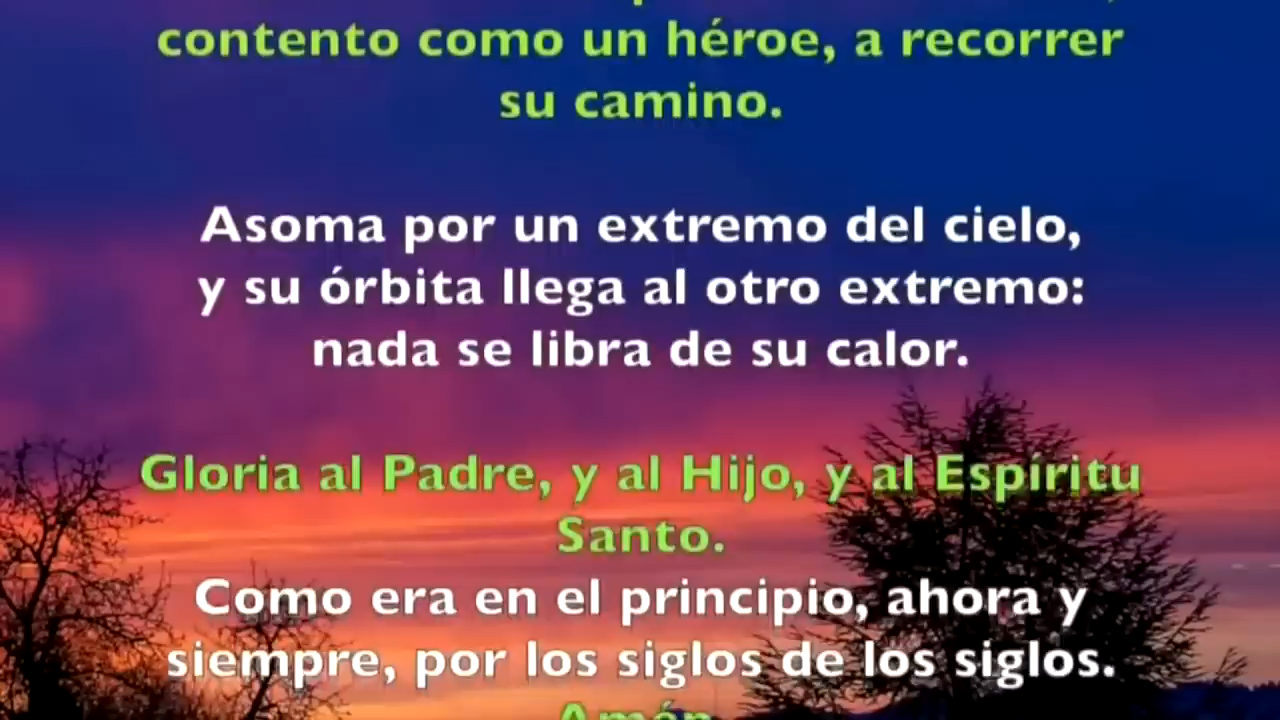 contento como un héroe, a recorrer
su camino.
Asoma por un extremo del cielo,
y su órbita llega al otro extremo:
nada se libra de su calor.
Gloria al Padre, y al Hijo, y al Espíritu
Santo.
Como era en el principio, ahora y
siempre, por los siglos de los siglos.
Amén